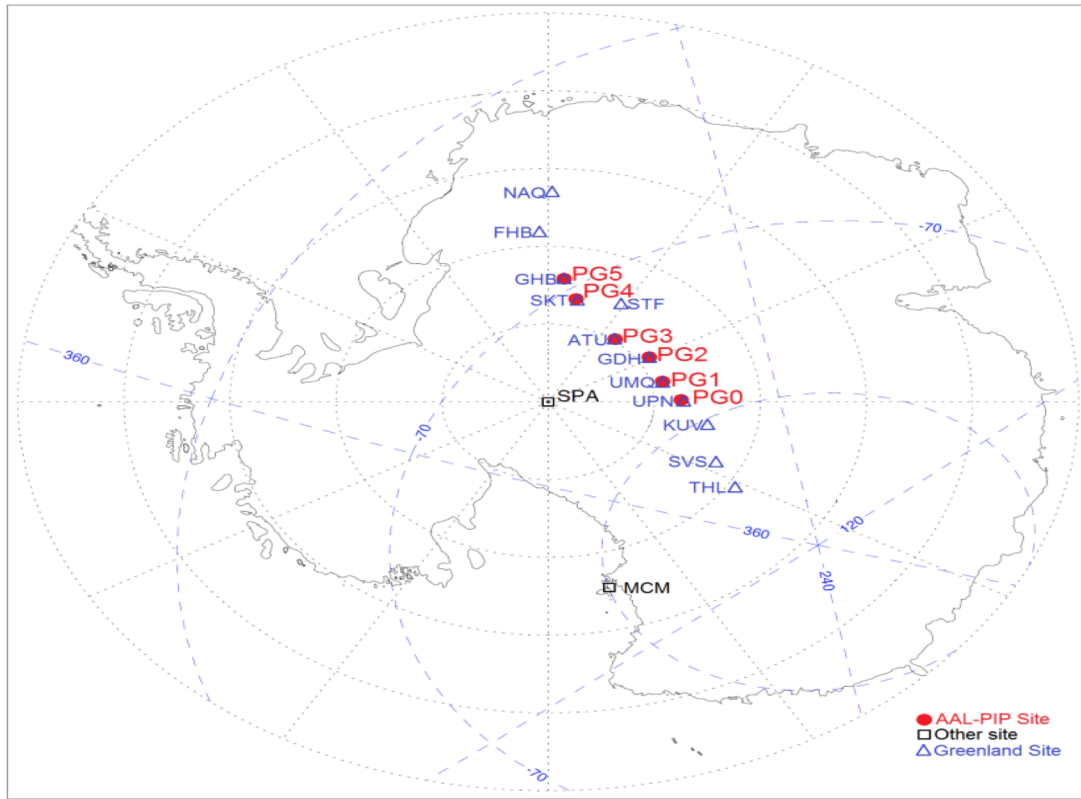 NAQ
-70
FHB
GHB PG5
SKT PG4
STF
ATU PG3
GDH PG2
360
UMQ PG1
SPA
UPN PG0
KUV
-70
SVS
THL
360
120
240
MCM
AAL-PIP Site
Other site
Greenland Site
-70